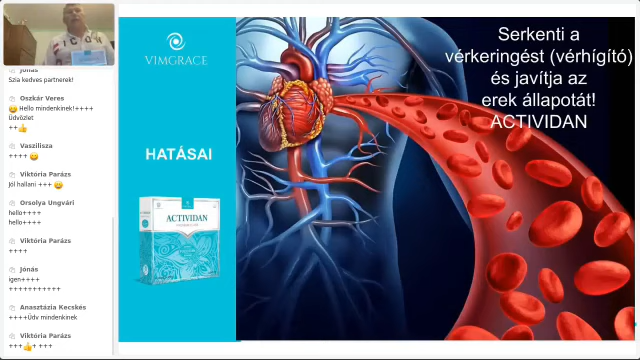 Jónás
Szia kedves partnerek!
Oszkár Veres
Hello mindenkinek!++++
Üdvözlet
++
Vaszilisza
++++
Viktória Parázs
Jól hallani +++
Orsolya Ungvári
hello++++
hello++++
Viktória Parázs
++++
Jónás
igen++++
+++++++++++
Anasztázia Kecskés
++++Üdv mindenkinek
Viktória Parázs
+++ + +++
VIMGRACE
HATÁSAI
ACTIVIDAN
Serkenti a
vérkeringést (vérhígító)
és javítja az
erek állapotát!
ACTIVIDAN